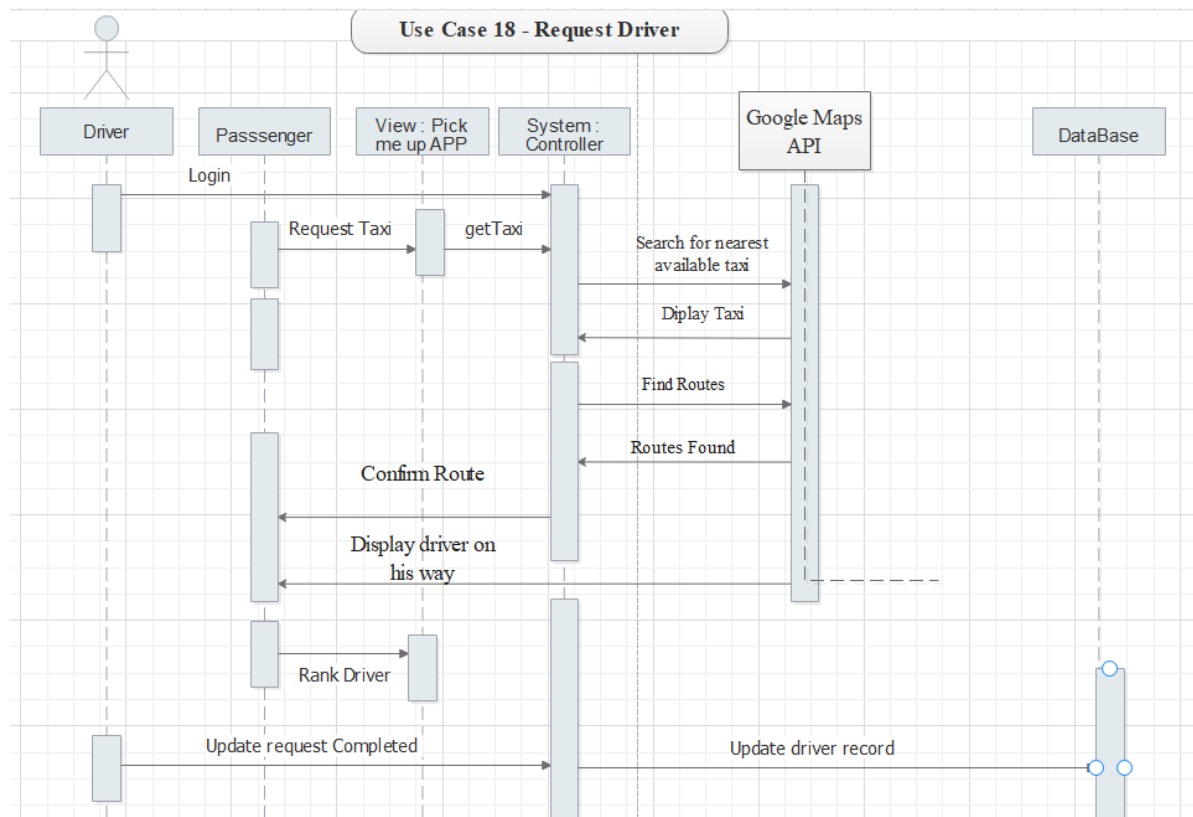 Use Case 18 - Request Driver
Driver
Passsenger
View : Pick
me up APP
System :
Controller
Google Maps
API
DataBase
Login
Request Taxi
getTaxi
Search for nearest
available taxi
Diplay Taxi
Find Routes
Routes Found
Confirm Route
Display driver on
his way
Rank Driver
Update request Completed
Update driver record